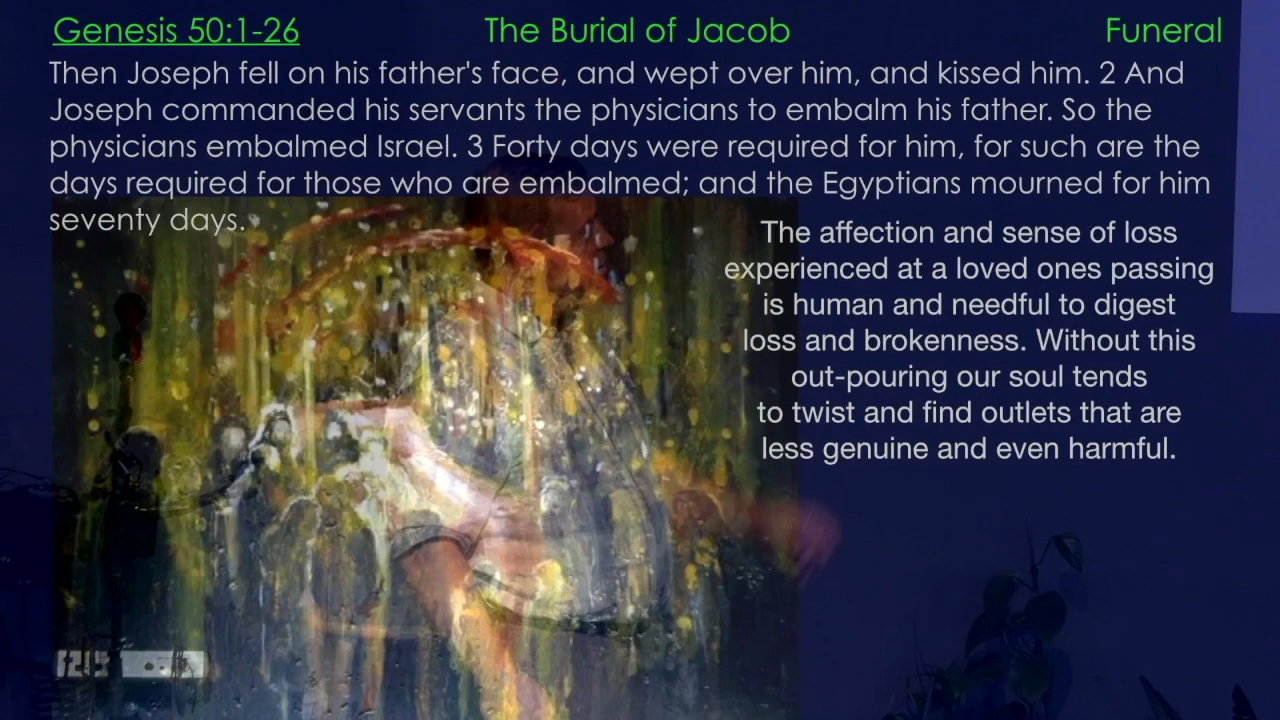 Genesis 50:1-26
The Burial of Jacob
Funeral
Then Joseph fell on his father's face, and wept over him, and kissed him. 2 And
Joseph commanded his servants the physicians to embalm his father. So the
physicians embalmed Israel. 3 Forty days were required for him, for such are the
days required for those who are embalmed; and the Egyptians mourned for him
seventy days.
The affection and sense of loss
experienced at a loved ones passing
is human and needful to digest
loss and brokenness. Without this
out-pouring our soul tends
to twist and find outlets that are
less genuine and even harmful.